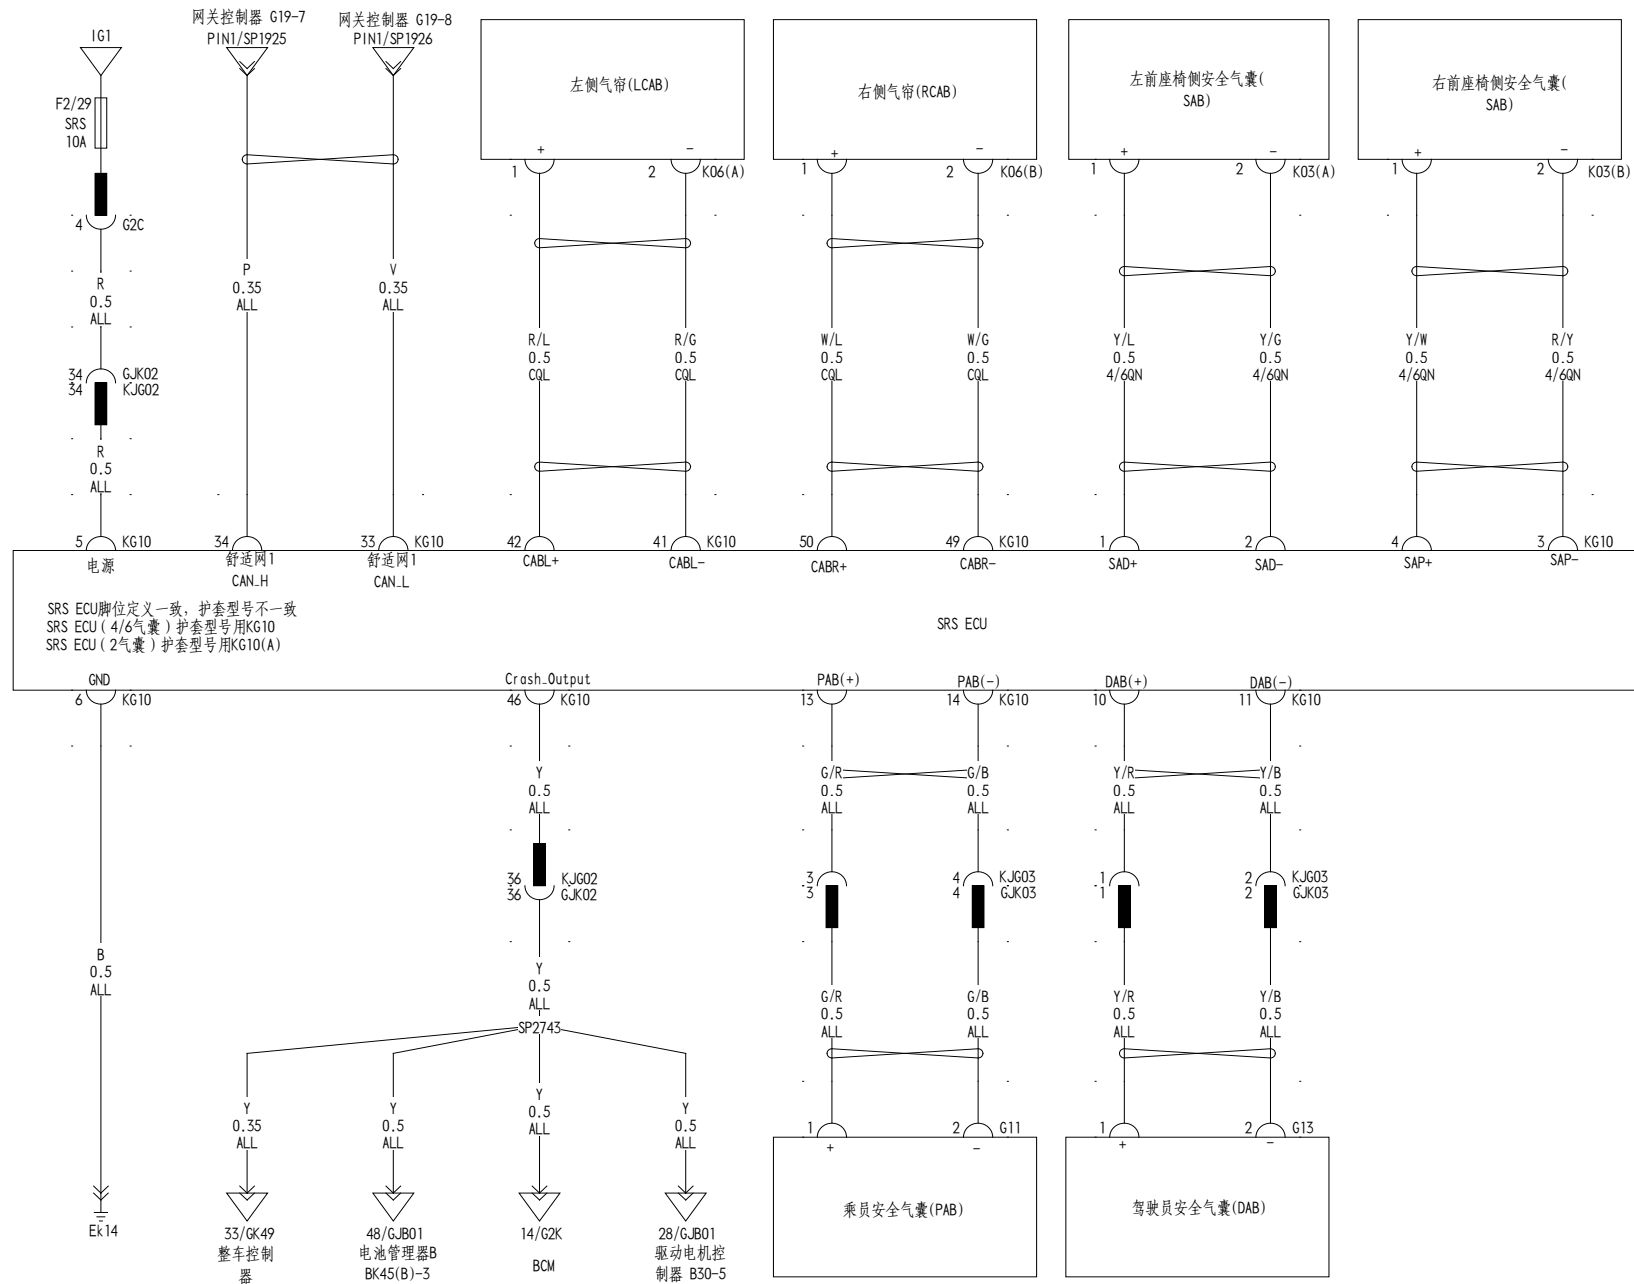 IG1
网关控制器 G19-7
PIN1/SP1925
网关控制器 G19-8
PIN1/SP1926
F2/29
SRS
10A
4 G2C
R
0.5
ALL
34 GJK02
34 KJG02
R
0.5
ALL
P
0.35
ALL
V
0.35
ALL
左侧气帘(LCAB)
+ -
1 2 K06(A)
R/L
0.5
CQL
R/G
0.5
CQL
右侧气帘(RCAB)
+ -
1 2 K06(B)
W/L
0.5
CQL
W/G
0.5
CQL
左前座椅侧安全气囊(
SAB)
+ -
1 2 K03(A)
Y/L
0.5
4/6QN
Y/G
0.5
4/6QN
右前座椅侧安全气囊(
SAB)
+ -
1 2 K03(B)
Y/W
0.5
4/6QN
R/Y
0.5
4/6QN
5 KG10
电源
34
舒适网1
CAN_H
33 KG10
舒适网1
CAN_L
42
CABL+
41 KG10
CABL-
50
CABR+
49 KG10
CABR-
1
SAD+
2
SAD-
4
SAP+
3 KG10
SAP-
SRS ECU脚位定义一致，护套型号不一致
SRS ECU(4/6气囊)护套型号用KG10
SRS ECU(2气囊)护套型号用KG10(A)
SRS ECU
GND
6 KG10
Crash_Output
46 KG10
PAB(+)
13
PAB(-)
14 KG10
DAB(+)
10
DAB(-)
11 KG10
B
0.5
ALL
Ek14
Y
0.5
ALL
36 KJG02
36 GJK02
Y
0.5
ALL
SP2743
Y
0.35
ALL
Y
0.5
ALL
Y
0.5
ALL
Y
0.5
ALL
33/GK49
整车控制
器
48/GJB01
电池管理器B
BK45(B)-3
14/G2K
BCM
28/GJB01
驱动电机控
制器 B30-5
G/R
0.5
ALL
G/B
0.5
ALL
3 4 KJG03
3 4 GJK03
G/R
0.5
ALL
G/B
0.5
ALL
1 2 G11
+ -
乘员安全气囊(PAB)
Y/R
0.5
ALL
Y/B
0.5
ALL
1 2 KJG03
1 2 GJK03
Y/R
0.5
ALL
Y/B
0.5
ALL
1 2 G13
+ -
驾驶员安全气囊(DAB)